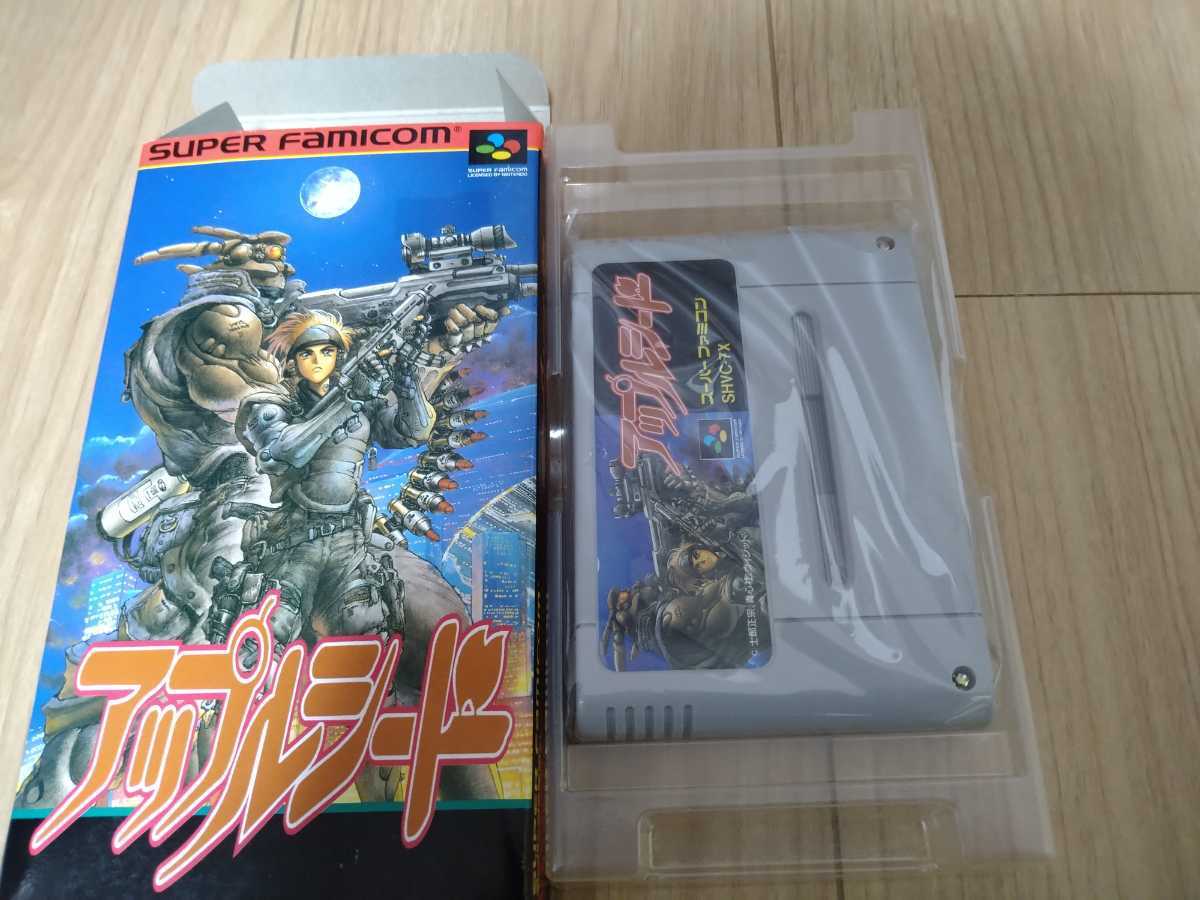 SUPER FAMICOM®
SUPER FAMICOM
LICENSED BY NINTENDO
アップルシード
アップルシード
スーパーファミコン
SHVC-7X